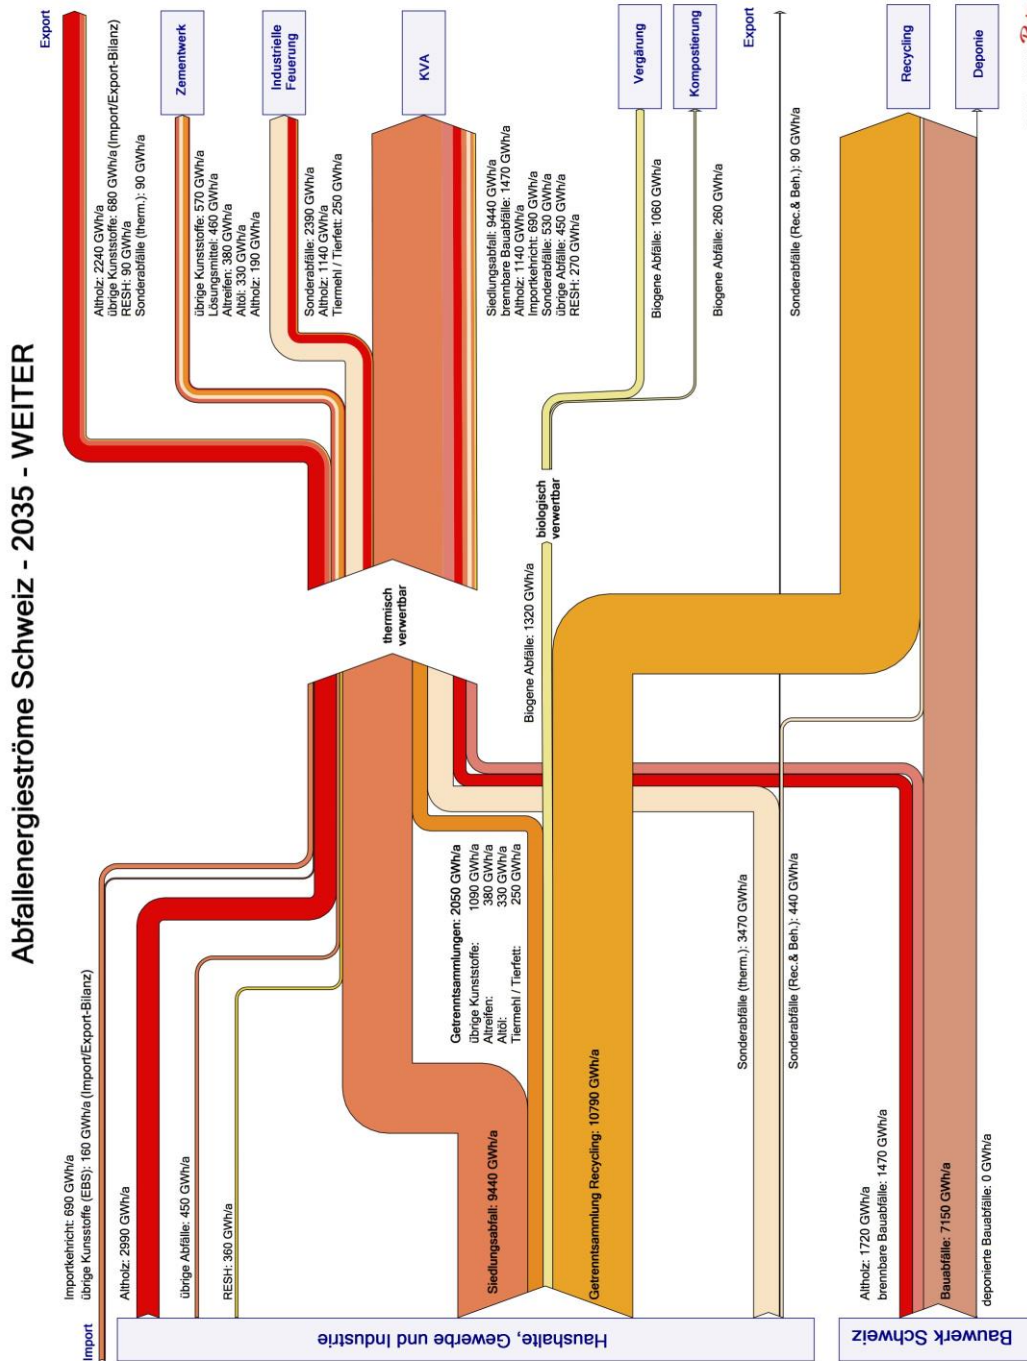 Abfallenergieströme Schweiz - 2035 - WEITER
Import
Importkehricht: 690 GWh/a
übrige Kunsstoffe (EBS): 160 GWh/a (Import/Export-Bilanz)
Altholz: 2990 GWh/a
übrige Abfälle: 450 GWh/a
RESH: 360 GWh/a
Haushalte, Gewerbe und Industrie
Siedlungsabfall: 9440 GWh/a
Getrenntsammlungen: 2050 GWh/a
übrige Kunststoffe: 1090 GWh/a
Altreifen: 380 GWh/a
Altöl: 330 GWh/a
Tiermehl / Tierfett: 250 GWh/a
Getrenntsammlung Recycling: 10790 GWh/a
Sonderabfälle (therm.): 3470 GWh/a
Sonderabfälle (Rec.& Beh.): 440 GWh/a
Bauwerk Schweiz
Altholz: 1720 GWh/a
brennbare Bauabfälle: 1470 GWh/a
Bauabfälle: 7150 GWh/a
deponierte Bauabfälle: 0 GWh/a
thermisch
verwertbar
Biogene Abfälle: 1320 GWh/a
biologisch
verwertbar
Export
Altholz: 2240 GWh/a
übrige Kunststoffe: 680 GWh/a (Import/Export-Bilanz)
RESH: 90 GWh/a
Sonderabfälle (therm.): 90 GWh/a
Zementwerk
übrige Kunststoffe: 570 GWh/a
Lösungsmittel: 460 GWh/a
Altreifen: 380 GWh/a
Altöl: 330 GWh/a
Altholz: 190 GWh/a
Industrielle
Feuerung
Sonderabfälle: 2390 GWh/a
Altholz: 1140 GWh/a
Tiermehl / Tierfett: 250 GWh/a
KVA
Siedlungsabfall: 9440 GWh/a
brennbare Bauabfälle: 1470 GWh/a
Altholz: 1140 GWh/a
Importkehricht: 690 GWh/a
Sonderabfälle: 530 GWh/a
übrige Abfälle: 450 GWh/a
RESH: 270 GWh/a
Vergärung
Biogene Abfälle: 1060 GWh/a
Kompostierung
Biogene Abfälle: 260 GWh/a
Export
Sonderabfälle (Rec.& Beh.): 90 GWh/a
Recycling
Deponie